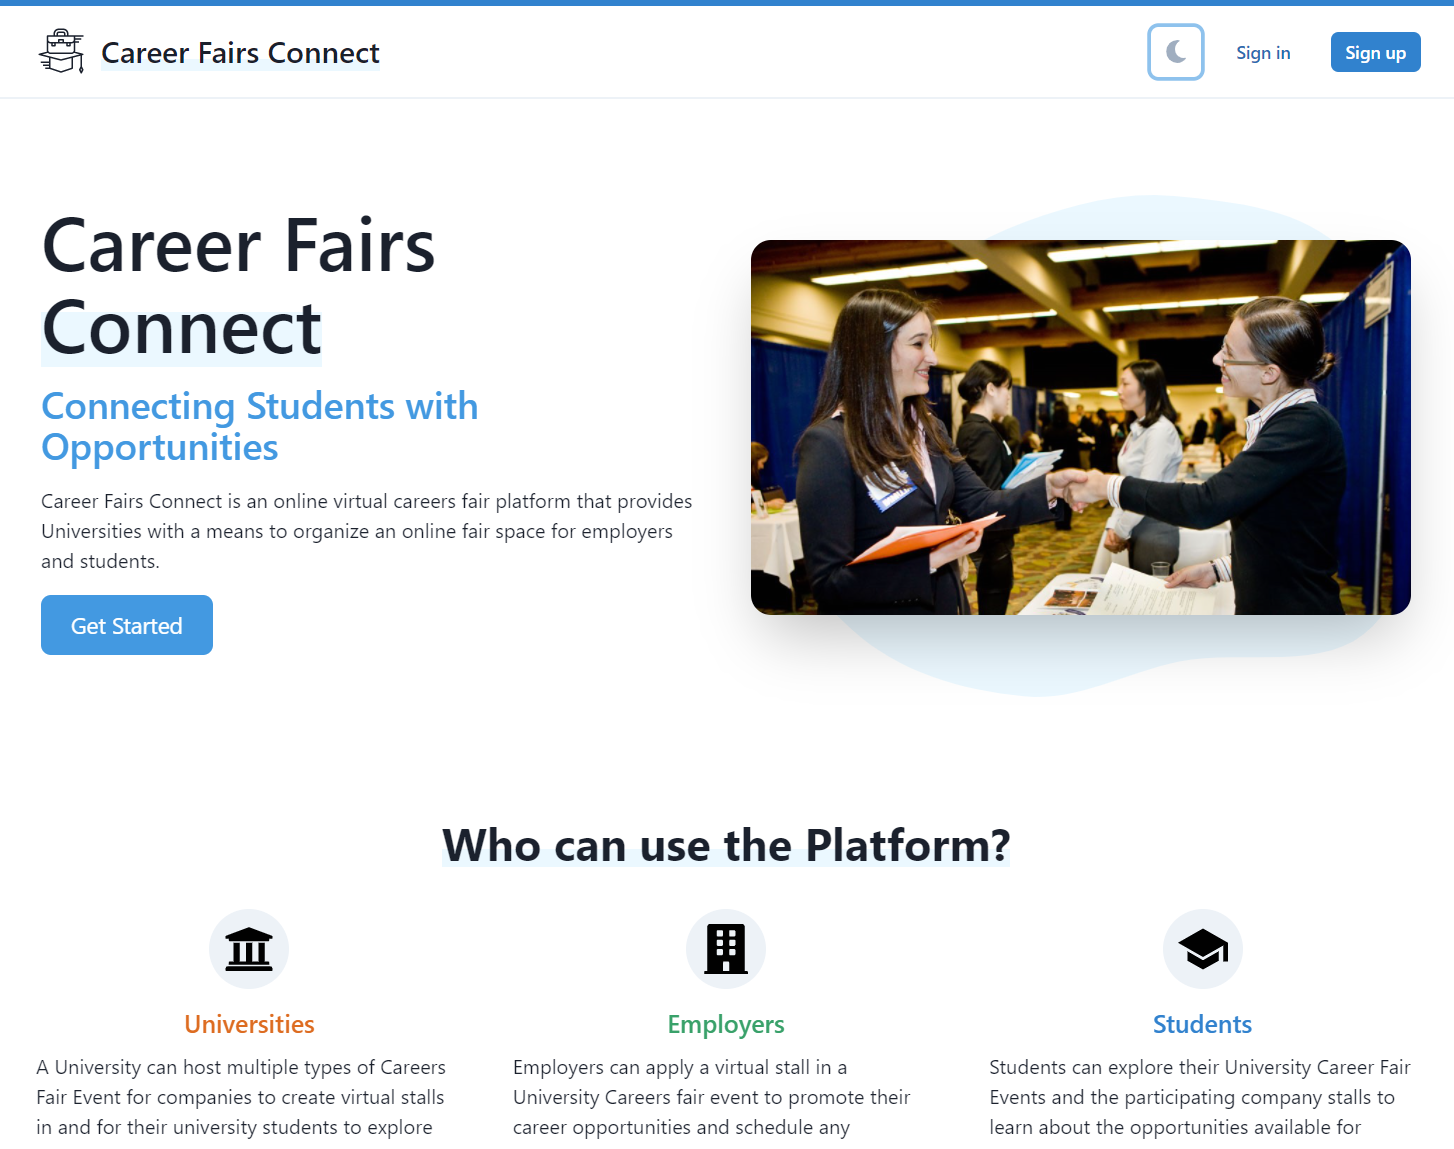 Career Fairs Connect
Sign in
Sign up
Career Fairs
Connect
Connecting Students with
Opportunities
Career Fairs Connect is an online virtual careers fair platform that provides
Universities with a means to organize an online fair space for employers
and students.
Get Started
Who can use the Platform?
Universities
A University can host multiple types of Careers
Fair Event for companies to create virtual stalls
in and for their university students to explore
Employers
Employers can apply a virtual stall in a
University Careers fair event to promote their
career opportunities and schedule any
Students
Students can explore their University Career Fair
Events and the participating company stalls to
learn about the opportunities available for